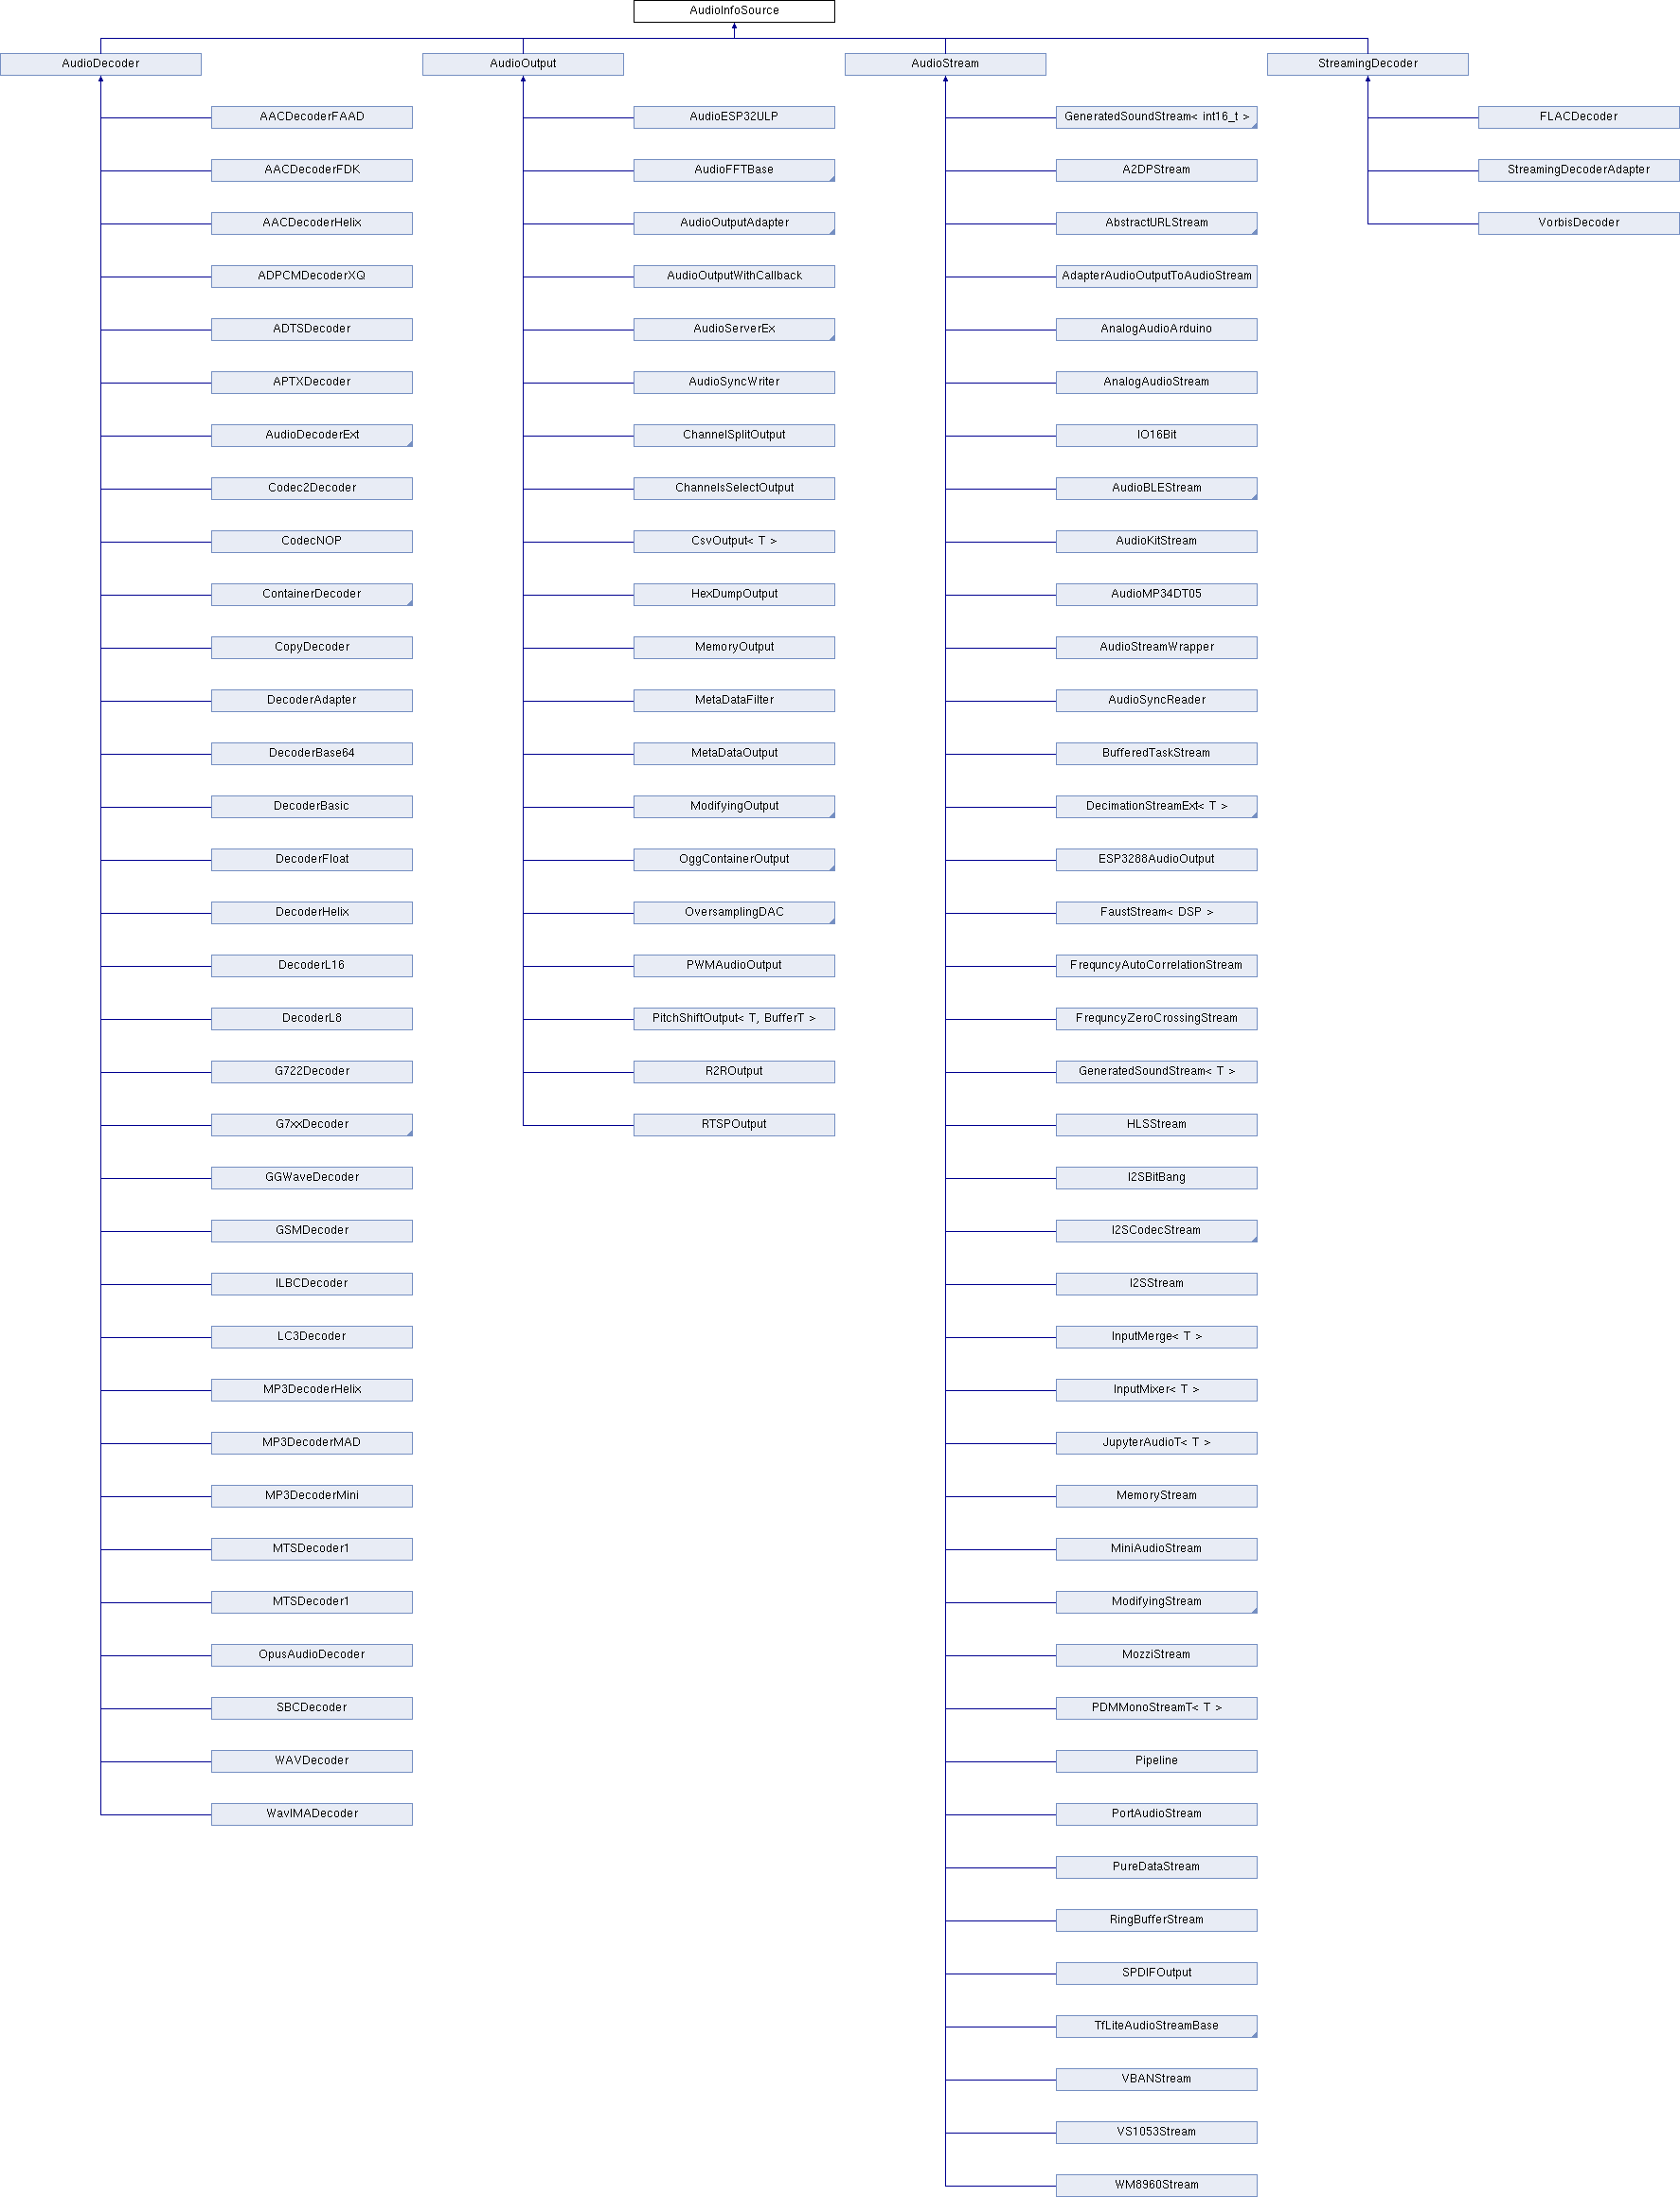 AudioInfoSource
AudioDecoder
AudioOutput
AudioStream
StreamingDecoder
AACDecoderFAAD
AACDecoderFDK
AACDecoderHelix
ADPCMDecoderXQ
ADTSDecoder
APTXDecoder
AudioDecoderExt
Codec2Decoder
CodecNOP
ContainerDecoder
CopyDecoder
DecoderAdapter
DecoderBase64
DecoderBasic
DecoderFloat
DecoderHelix
DecoderL16
DecoderL8
G722Decoder
G7xxDecoder
GGWaveDecoder
GSMDecoder
ILBCDecoder
LC3Decoder
MP3DecoderHelix
MP3DecoderMAD
MP3DecoderMini
MTSDecoder1
MTSDecoder1
OpusAudioDecoder
SBCDecoder
WAVDecoder
WavIMADecoder
AudioESP32ULP
AudioFFTBase
AudioOutputAdapter
AudioOutputWithCallback
AudioServerEx
AudioSyncWriter
ChannelSplitOutput
ChannelsSelectOutput
CsvOutput< T >
HexDumpOutput
MemoryOutput
MetaDataFilter
MetaDataOutput
ModifyingOutput
OggContainerOutput
OversamplingDAC
PWMAudioOutput
PitchShiftOutput< T, BufferT >
R2ROutput
RTSPOutput
GeneratedSoundStream< int16_t >
A2DPStream
AbstractURLStream
AdapterAudioOutputToAudioStream
AnalogAudioArduino
AnalogAudioStream
IO16Bit
AudioBLEStream
AudioKitStream
AudioMP34DT05
AudioStreamWrapper
AudioSyncReader
BufferedTaskStream
DecimationStreamExt< T >
ESP3288AudioOutput
FaustStream< DSP >
FrequncyAutoCorrelationStream
FrequncyZeroCrossingStream
GeneratedSoundStream< T >
HLSStream
I2SBitBang
I2SCodecStream
I2SStream
InputMerge< T >
InputMixer< T >
JupyterAudioT< T >
MemoryStream
MiniAudioStream
ModifyingStream
MozziStream
PDMMonoStreamT< T >
Pipeline
PortAudioStream
PureDataStream
RingBufferStream
SPDIFOutput
TfLiteAudioStreamBase
VBANStream
VS1053Stream
WM8960Stream
FLACDecoder
StreamingDecoderAdapter
VorbisDecoder